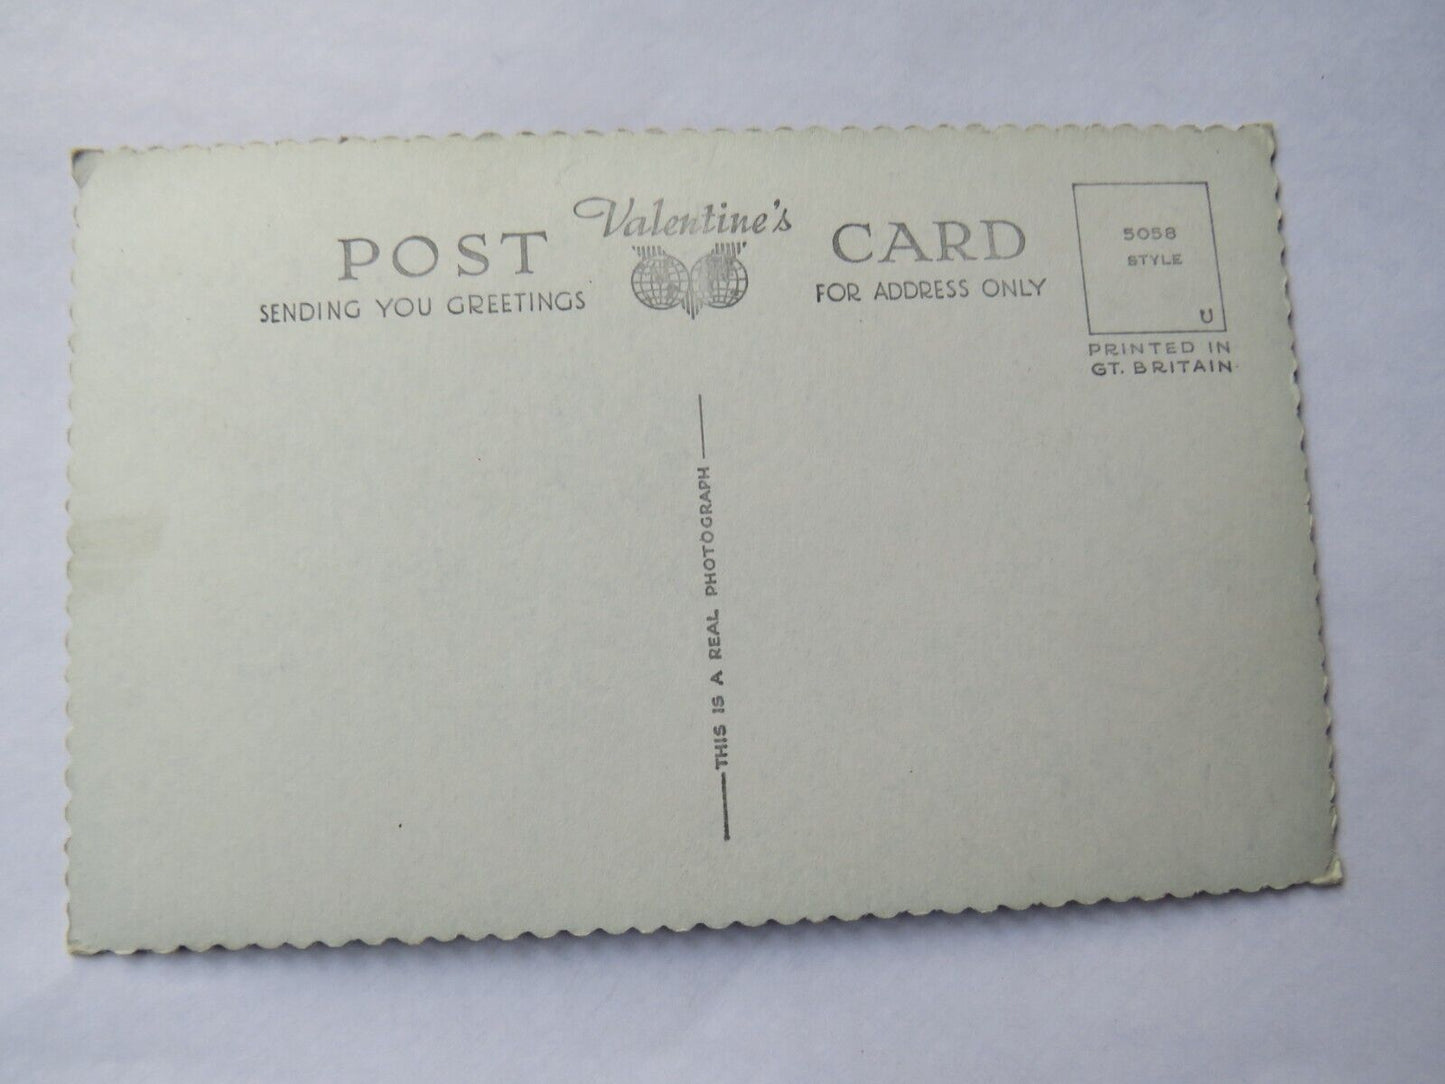 POST Valentine's CARD
SENDING YOU GREETINGS
FOR ADDRESS ONLY
5058
STYLE
U
PRINTED IN
GT. BRITAIN.
THIS IS A REAL PHOTOGRAPH